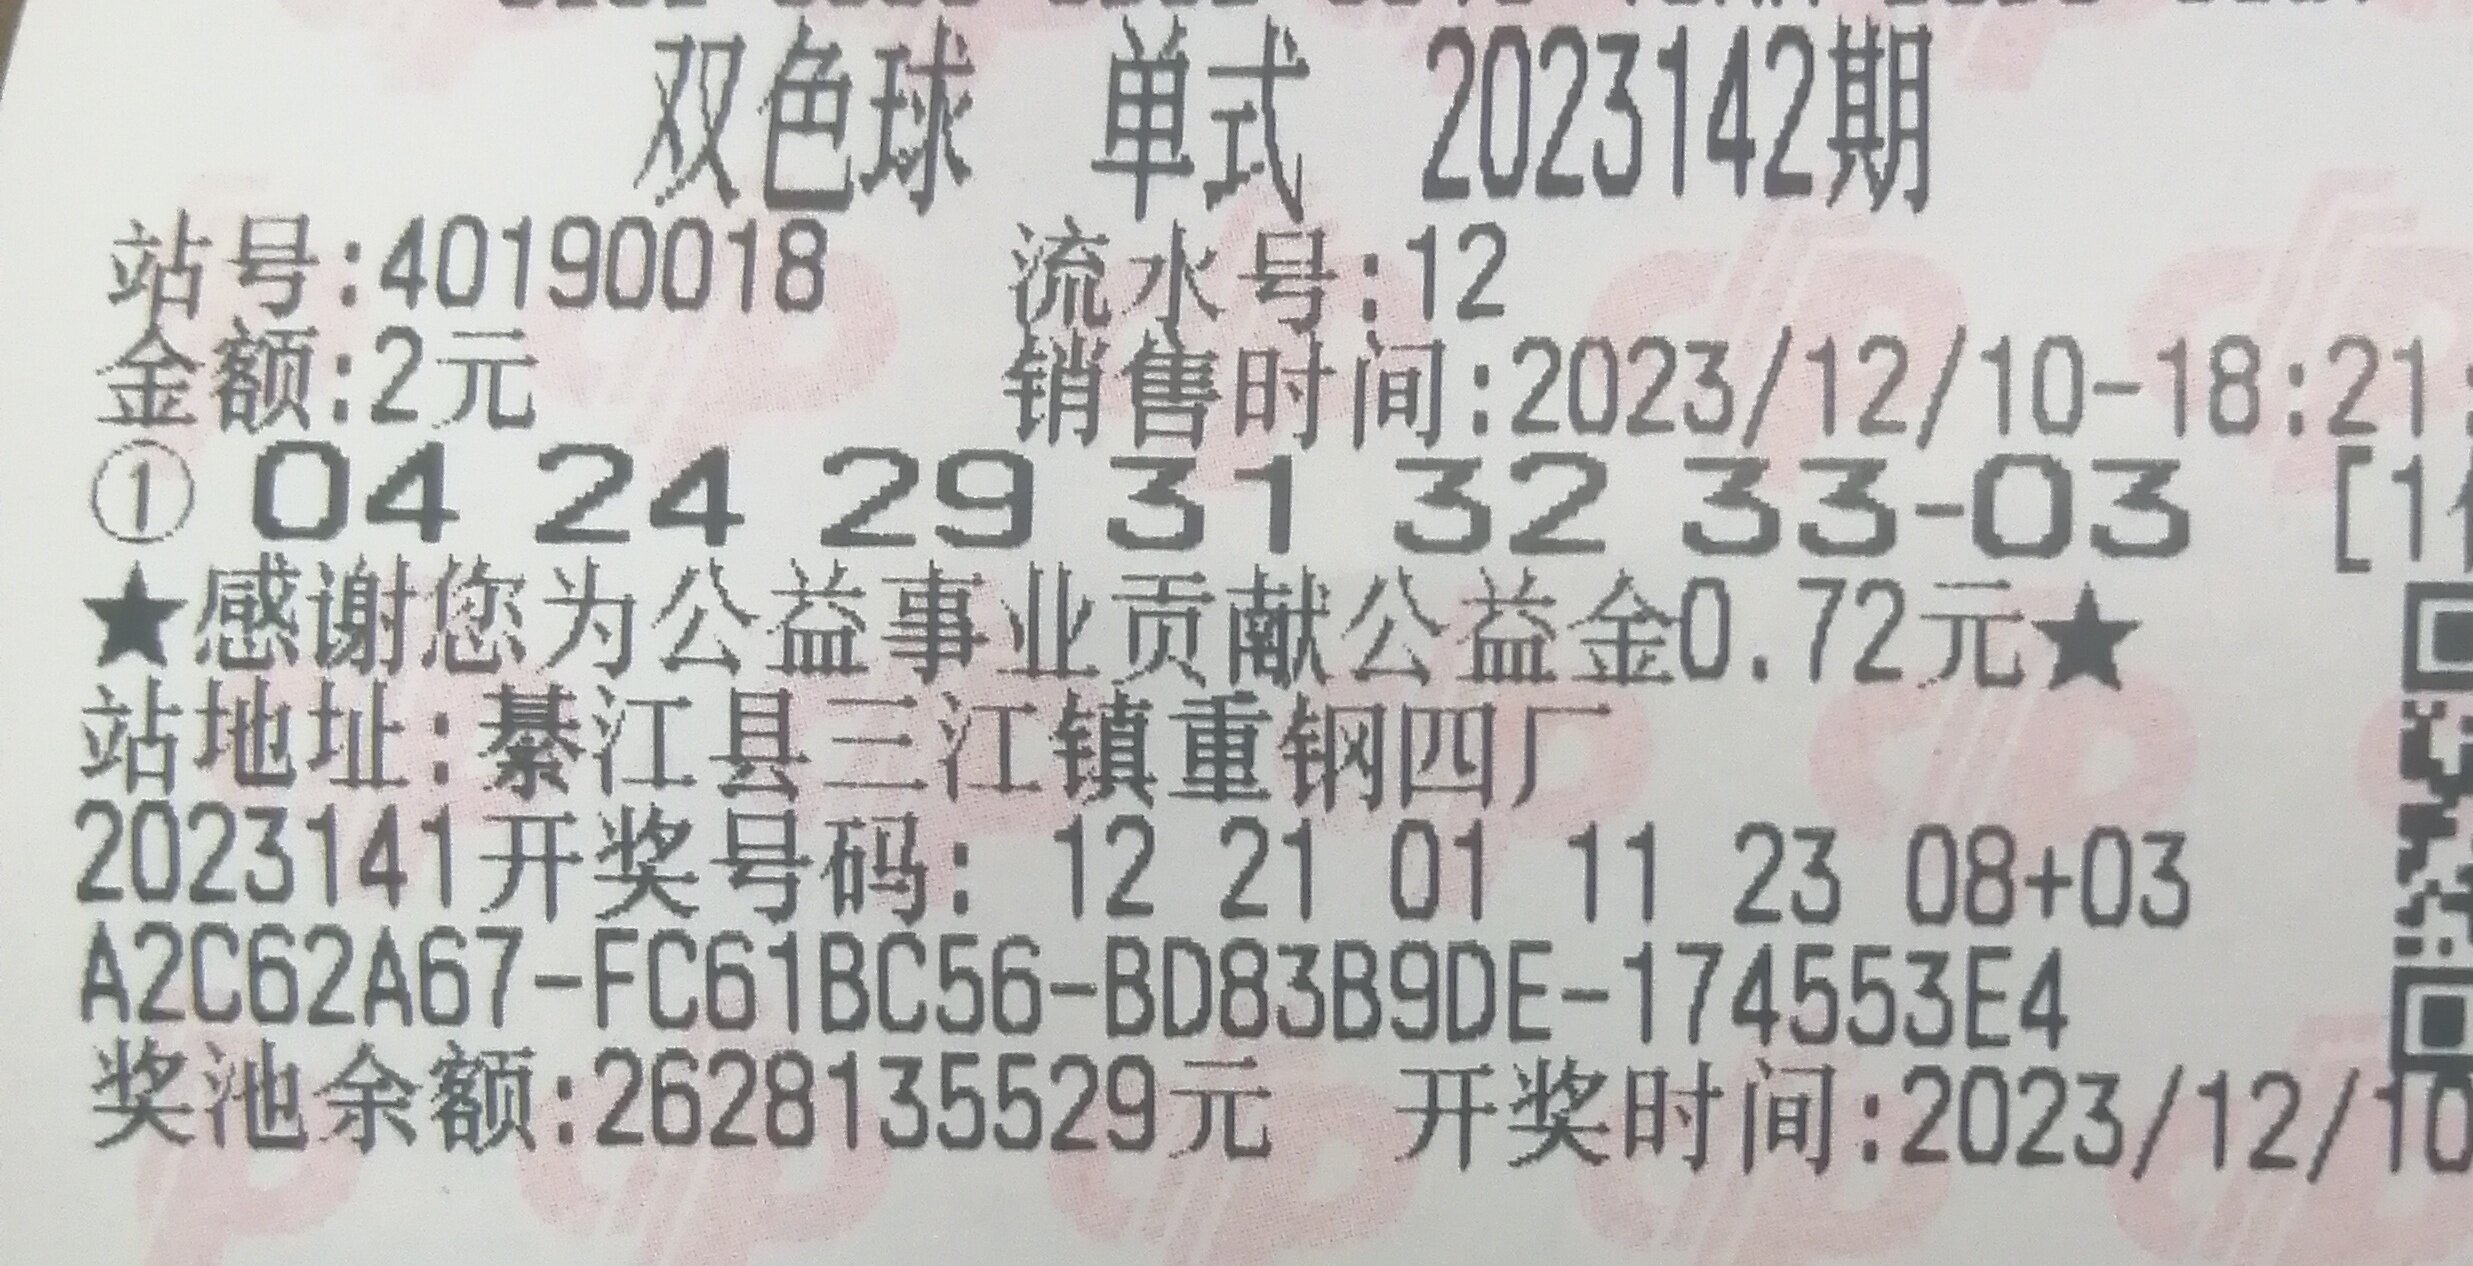 双色球 单式 2023142期
站号:40190018 流水号:12
金额:2元 销售时间:2023/12/10-18:21:
① 04 24 29 31 32 33-03 [1
★感谢您为公益事业贡献公益金0.72元★
站地址:綦江县三江镇重钢四厂
2023141开奖号码: 12 21 01 11 23 08+03
A2C62A67-FC61BC56-BD83B9DE-174553E4
奖池余额:2628135529元 开奖时间:2023/12/10